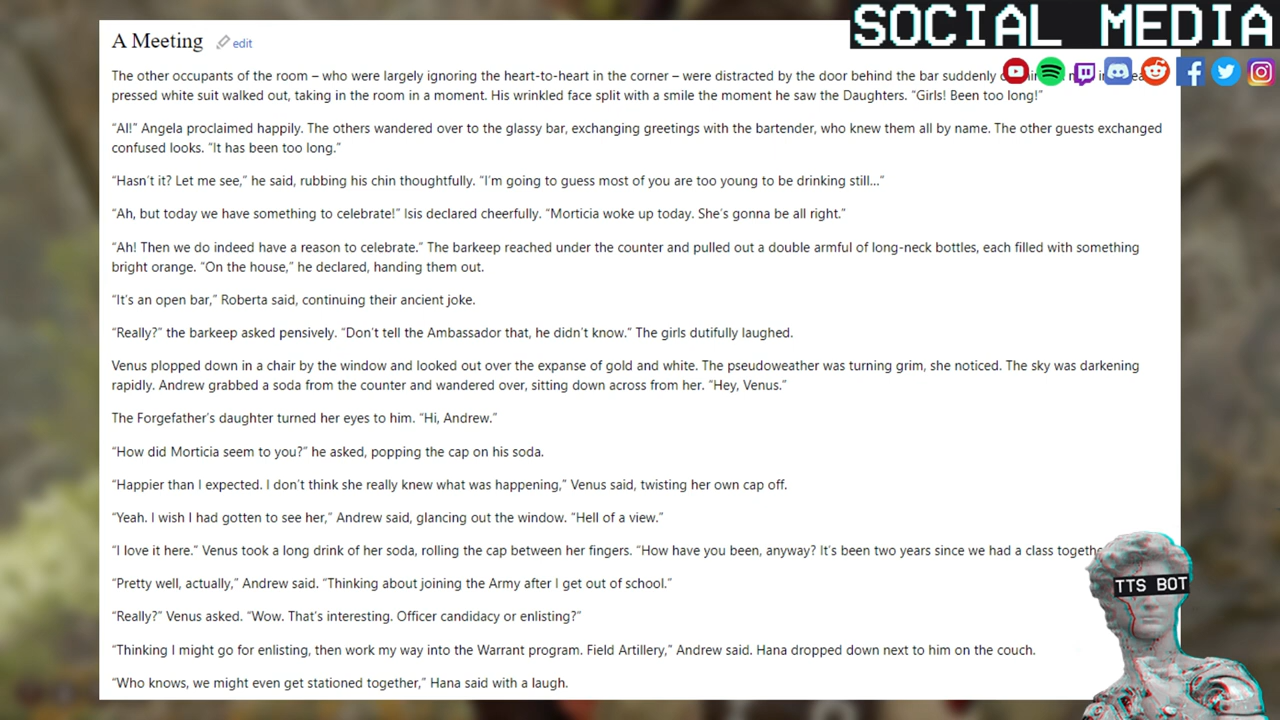 SOCIAL MEDIA
A Meeting edit
The other occupants of the room – who were largely ignoring the heart-to-heart in the corner – were distracted by the door behind the bar suddenly
pressed white suit walked out, taking in the room in a moment. His wrinkled face split with a smile the moment he saw the Daughters. “Girls! Been too long!”
“Al!” Angela proclaimed happily. The others wandered over to the glassy bar, exchanging greetings with the bartender, who knew them all by name. The other guests exchanged
confused looks. “It has been too long.”
“Hasn’t it? Let me see,” he said, rubbing his chin thoughtfully. “I’m going to guess most of you are too young to be drinking still…”
“Ah, but today we have something to celebrate!” Isis declared cheerfully. “Morticia woke up today. She’s gonna be all right.”
“Ah! Then we do indeed have a reason to celebrate.” The barkeep reached under the counter and pulled out a double armful of long-neck bottles, each filled with something
bright orange. “On the house,” he declared, handing them out.
“It’s an open bar,” Roberta said, continuing their ancient joke.
“Really?” the barkeep asked pensively. “Don’t tell the Ambassador that, he didn’t know.” The girls dutifully laughed.
Venus plopped down in a chair by the window and looked out over the expanse of gold and white. The pseudoweather was turning grim, she noticed. The sky was darkening
rapidly. Andrew grabbed a soda from the counter and wandered over, sitting down across from her. “Hey, Venus.”
The Forgefather’s daughter turned her eyes to him. “Hi, Andrew.”
“How did Morticia seem to you?” he asked, popping the cap on his soda.
“Happier than I expected. I don’t think she really knew what was happening,” Venus said, twisting her own cap off.
“Yeah. I wish I had gotten to see her,” Andrew said, glancing out the window. “Hell of a view.”
“I love it here.” Venus took a long drink of her soda, rolling the cap between her fingers. “How have you been, anyway? It’s been two years since we had a class
“Pretty well, actually,” Andrew said. “Thinking about joining the Army after I get out of school.”
“Really?” Venus asked. “Wow. That’s interesting. Officer candidacy or enlisting?”
“Thinking I might go for enlisting, then work my way into the Warrant program. Field Artillery,” Andrew said. Hana dropped down next to him on the couch.
“Who knows, we might even get stationed together,” Hana said with a laugh.
TTS BOT